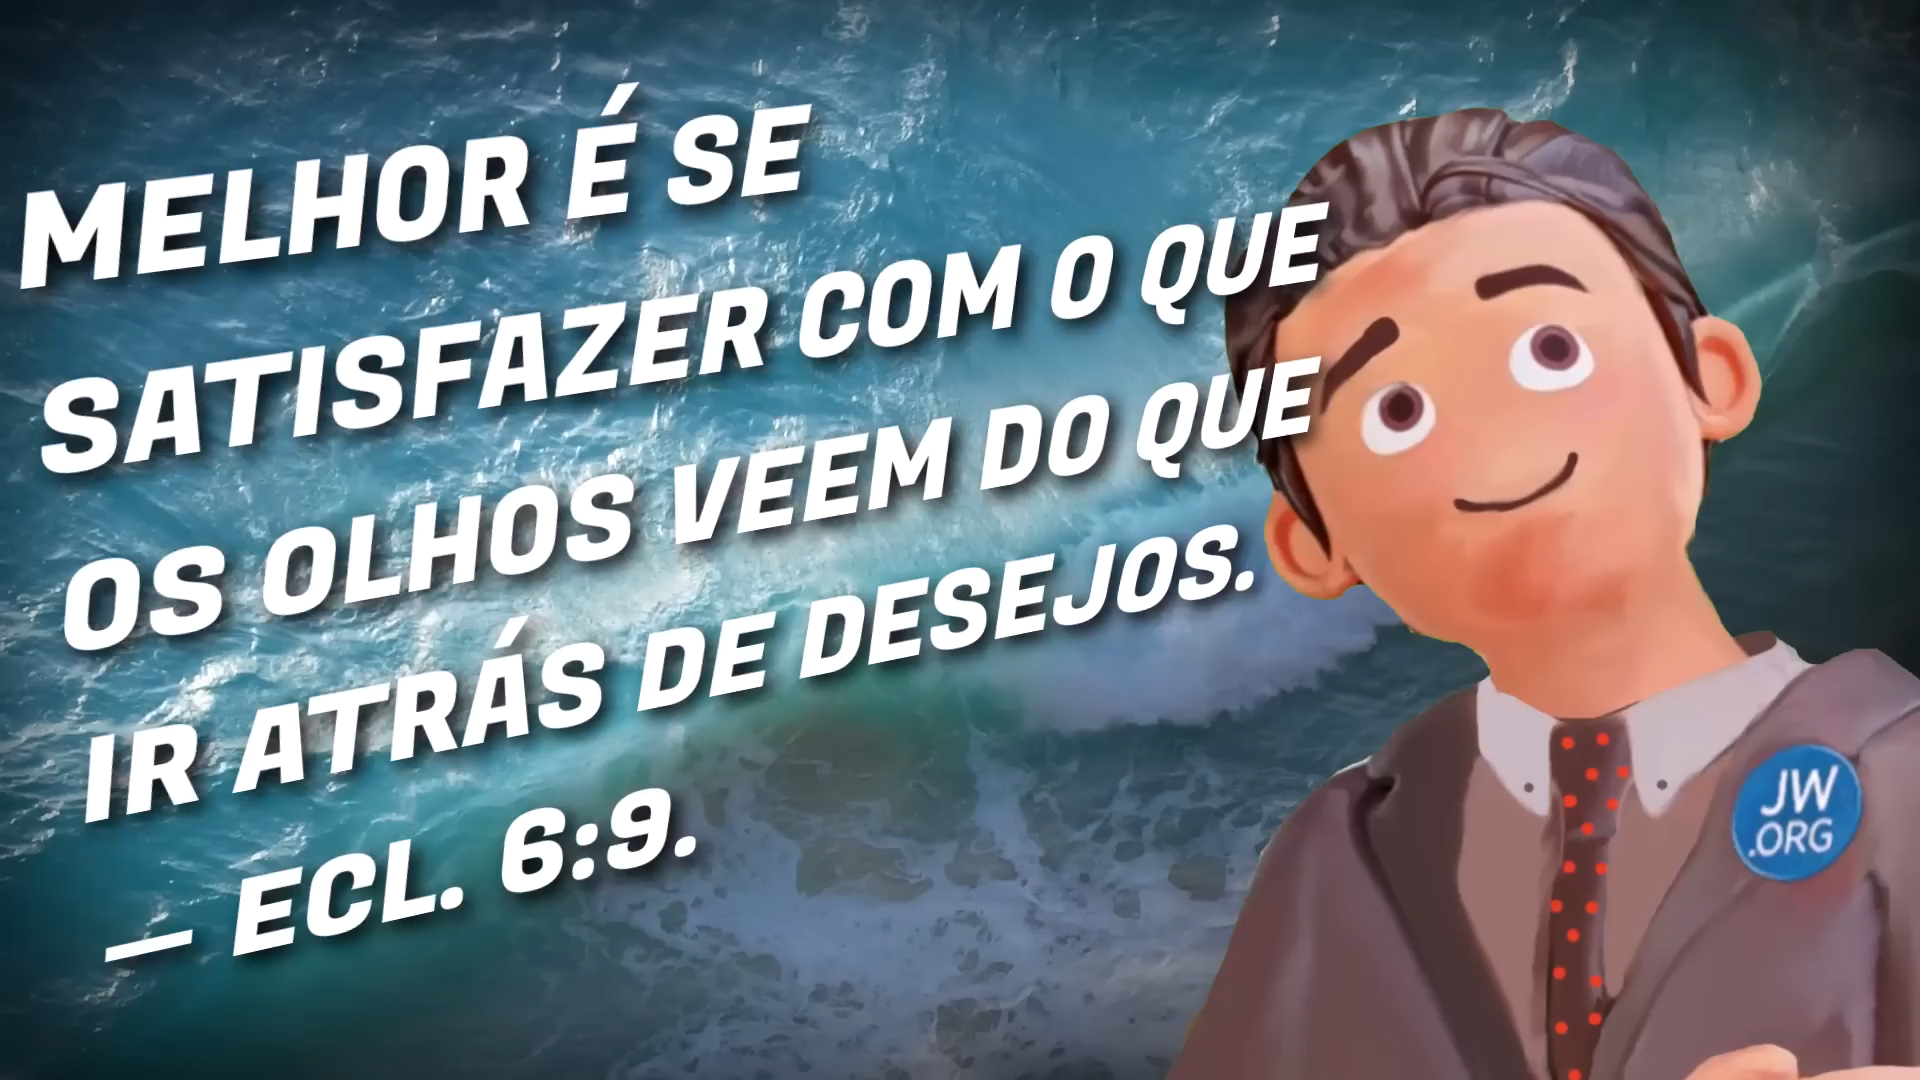 MELHOR É SE
SATISFAZER COM O QUE
OS OLHOS VEEM DO QUE
IR ATRÁS DE DESEJOS.
— ECL. 6:9.
JW
.ORG